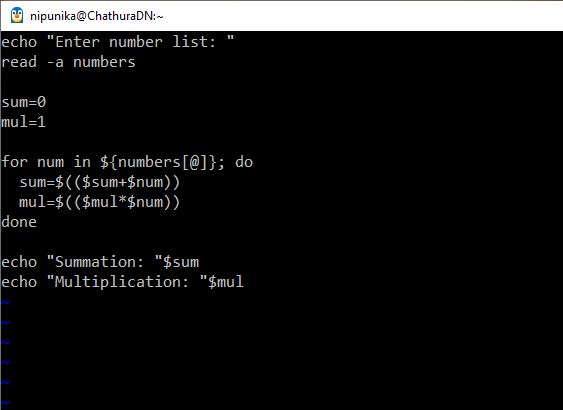 nipunika@ChathuraDN:~
echo "Enter number list: "
read -a numbers

sum=0
mul=1

for num in ${numbers[@]}; do
  sum=$(($sum+$num))
  mul=$(($mul*$num))
done

echo "Summation: "$sum
echo "Multiplication: "$mul
~
~
~
~
~
~